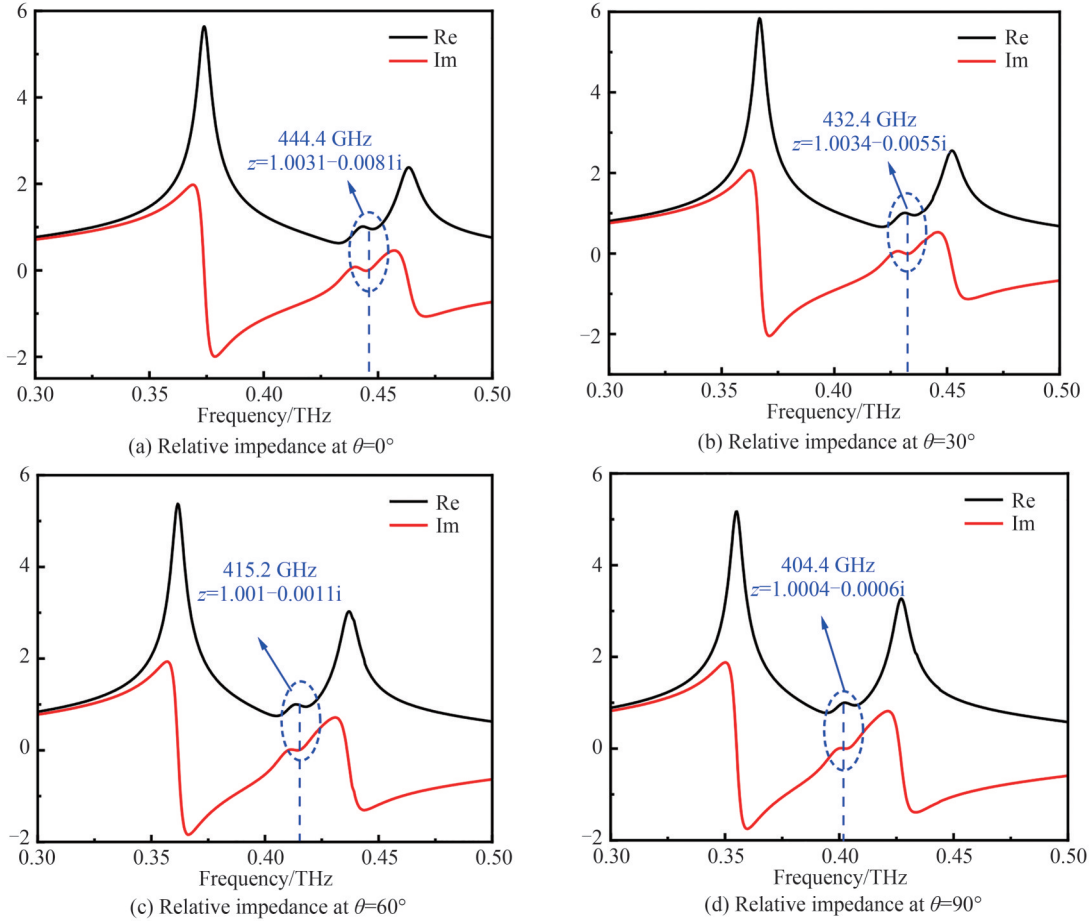 6
4
2
0
−2
Re
Im
444.4 GHz
z=1.0031−0.0081i
0.30
0.35
0.40
0.45
0.50
Frequency/THz
(a) Relative impedance at θ=0°
6
4
2
0
−2
Re
Im
432.4 GHz
z=1.0034−0.0055i
0.30
0.35
0.40
0.45
0.50
Frequency/THz
(b) Relative impedance at θ=30°
6
4
2
0
−2
Re
Im
415.2 GHz
z=1.001−0.0011i
0.30
0.35
0.40
0.45
0.50
Frequency/THz
(c) Relative impedance at θ=60°
6
4
2
0
−2
Re
Im
404.4 GHz
z=1.0004−0.0006i
0.30
0.35
0.40
0.45
0.50
Frequency/THz
(d) Relative impedance at θ=90°